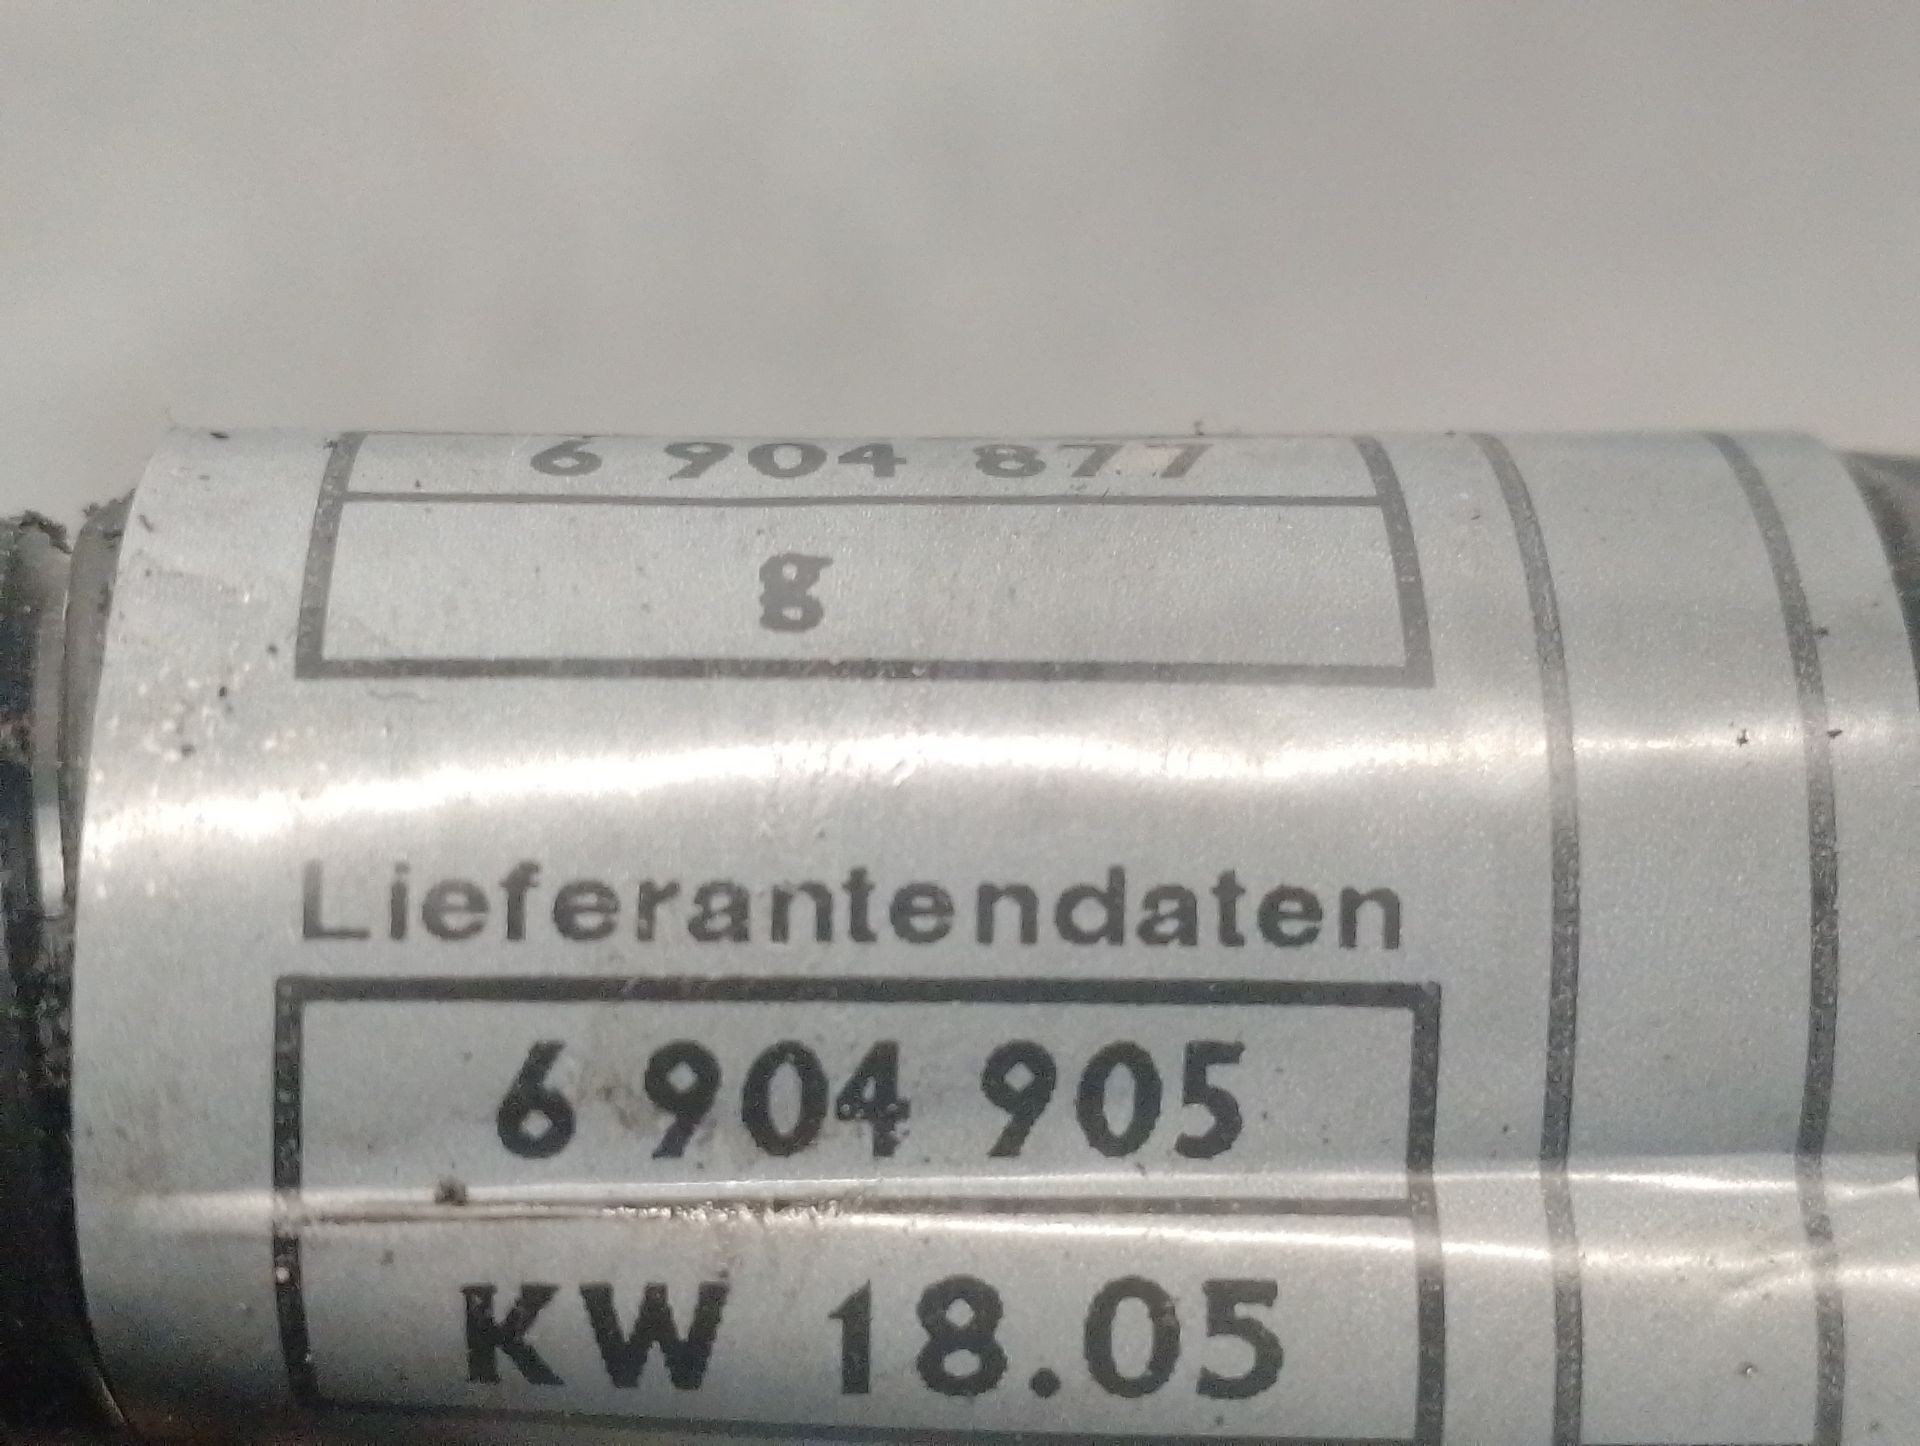 6 904 877
g
Lieferantendaten
6 904 905
KW 18.05